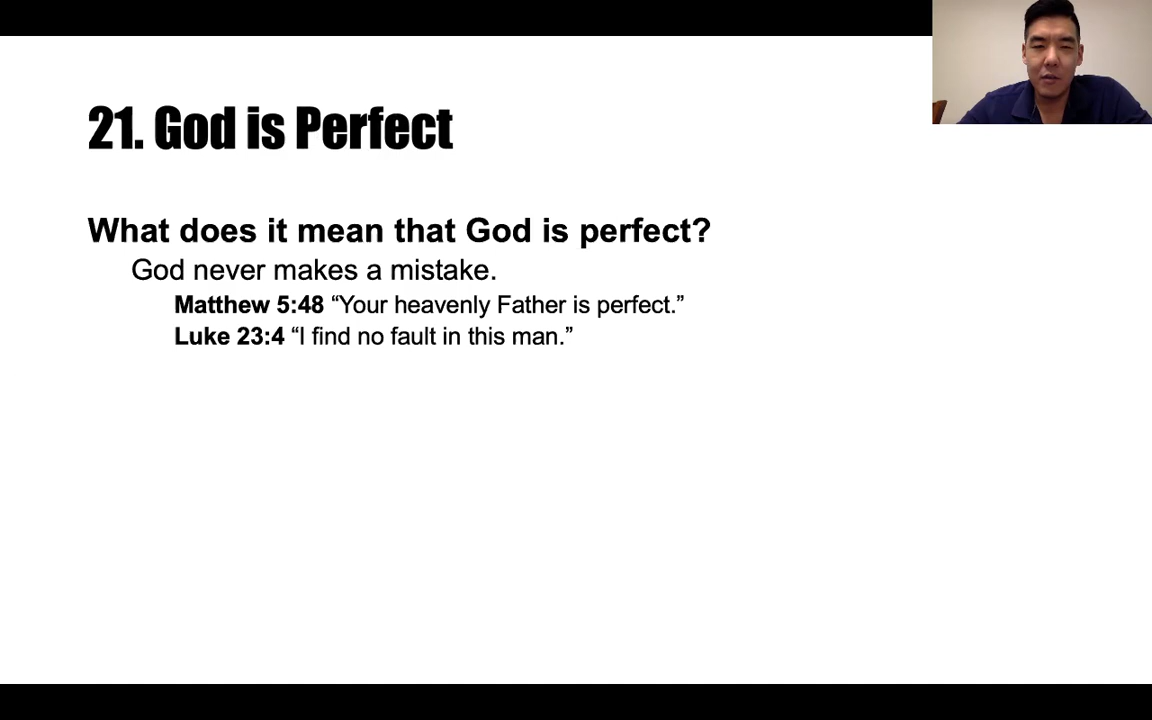 21. God is Perfect
What does it mean that God is perfect?
God never makes a mistake.
Matthew 5:48 “Your heavenly Father is perfect.”
Luke 23:4 “I find no fault in this man.”